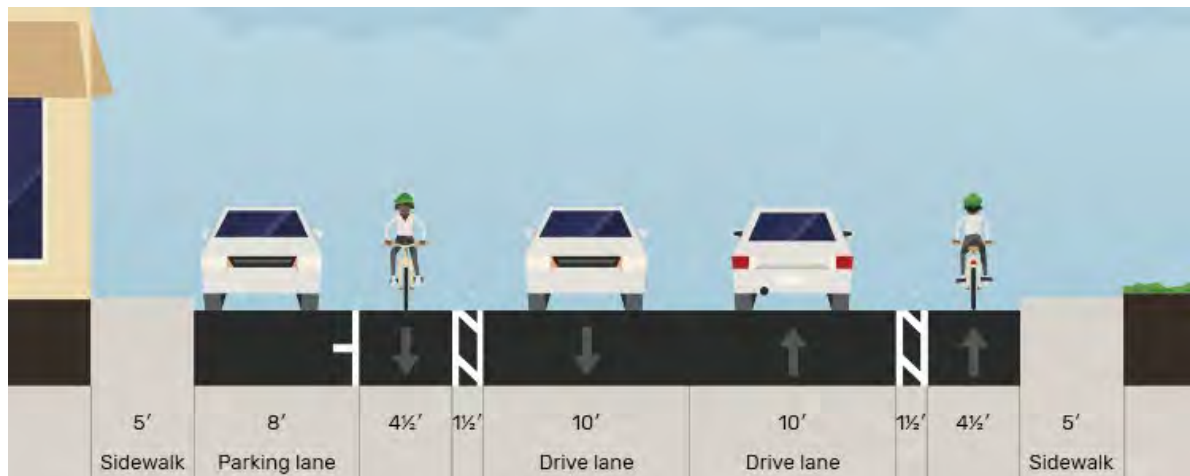 5′ 8′ 4½′ 1½′ 10′ 10′ 1½′ 4½′ 5′
Sidewalk Parking lane Drive lane Drive lane Sidewalk